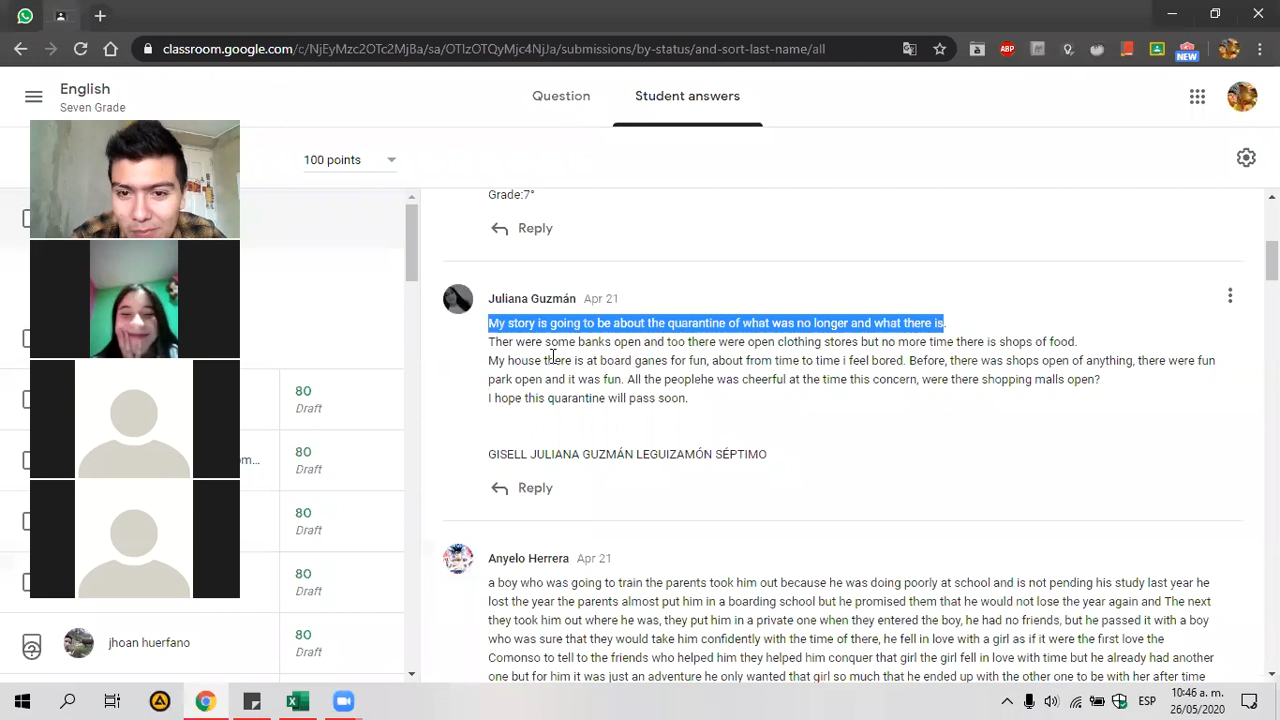 classroom.google.com/c/NjEyMzc2OTc2MjBa/sa/OTIzOTQyMjc4NjJa/submissions/by-status/and-sort-last-name/all
ABP
NEW
English
Seven Grade
Question
Student answers
100 points
Grade:7°
Reply
Juliana Guzmán Apr 21
My story is going to be about the quarantine of what was no longer and what there is.
Ther were some banks open and too there were open clothing stores but no more time there is shops of food.
My house there is at board ganes for fun, about from time to time i feel bored. Before, there was shops open of anything, there were fun
park open and it was fun. All the peoplehe was cheerful at the time this concern, were there shopping malls open?
I hope this quarantine will pass soon.
GISELL JULIANA GUZMÁN LEGUIZAMÓN SÉPTIMO
Reply
Anyelo Herrera Apr 21
a boy who was going to train the parents took him out because he was doing poorly at school and is not pending his study last year he
lost the year the parents almost put him in a boarding school but he promised them that he would not lose the year again and The next
they took him out where he was, they put him in a private one when they entered the boy, he had no friends, but he passed it with a boy
who was sure that they would take him confidently with the time of there, he fell in love with a girl as if it were the first love the
Comonso to tell to the friends who helped him they helped him conquer that girl the girl fell in love with time but he already had another
one but for him it was just an adventure he only wanted that girl so much that he ended up with the other one to be with her after time
80
Draft
om...
80
Draft
80
Draft
80
Draft
jhoan huerfano
80
Draft
ESP
10:46 a. m.
26/05/2020